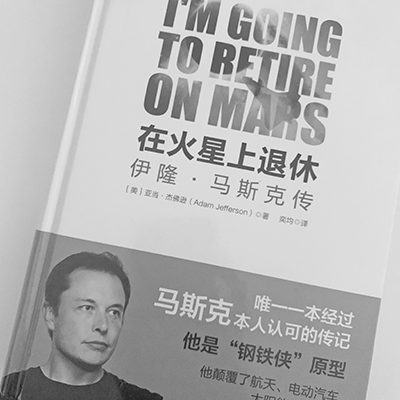 I'M GOING
TO RETIRE
ON MARS
在火星上退休
伊隆·马斯克传
[美]亚当·杰佛逊(Adam Jefferson)◎著 奕均◎译
马斯克 唯一一本经过
本人认可的传记
他是“钢铁侠”原型
他颠覆了航天、电动汽车